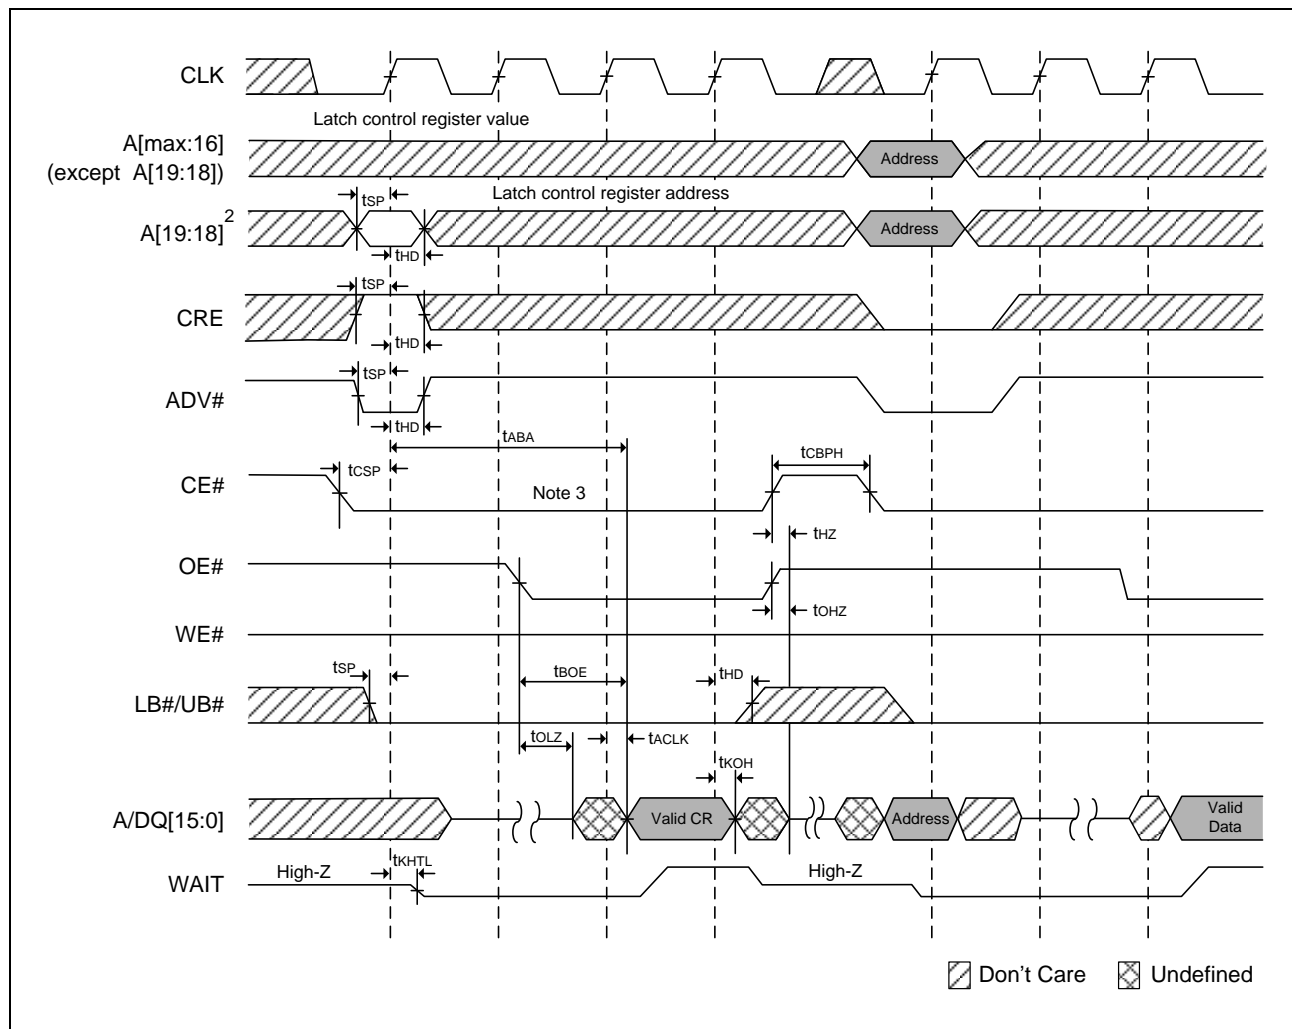 CLK
Latch control register value
A[max:16]
(except A[19:18])
Address
Latch control register address
tSP
A[19:18]2
Address
tHD
tSP
CRE
tHD
tSP
ADV#
tHD
tABA
tCSP
tCBPH
CE#
Note 3
tHZ
OE#
tOHZ
WE#
tSP
tBOE
tHD
LB#/UB#
tOLZ
tACLK
tKOH
A/DQ[15:0]
Valid CR
Address
Valid
Data
tKHTL
High-Z
High-Z
WAIT
Don't Care
Undefined